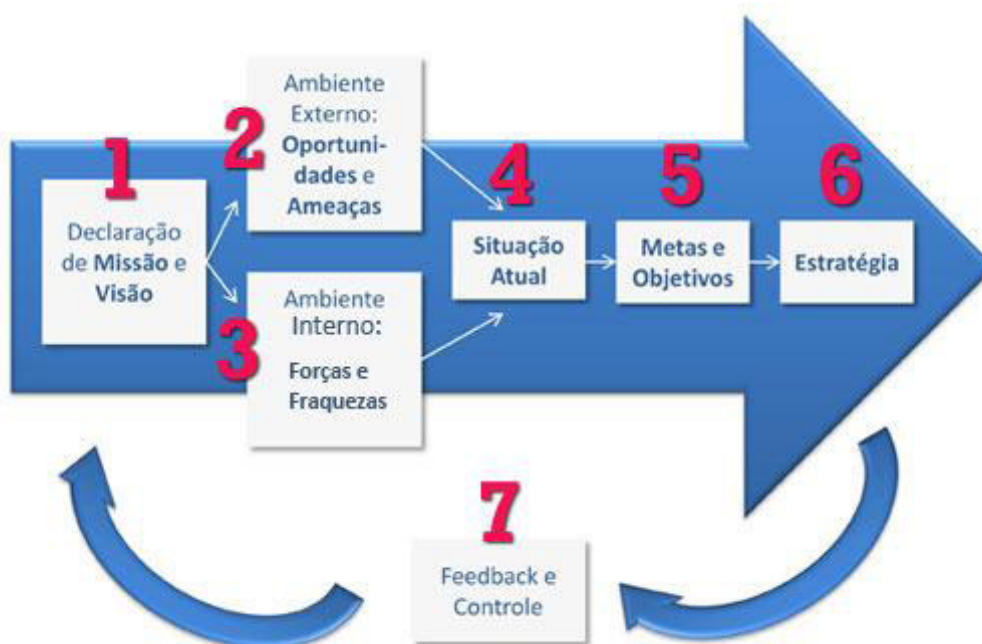 1
Declaração
de Missão e
Visão
2
Ambiente
Externo:
Oportuni-
dades e
Ameaças
3
Ambiente
Interno:
Forças e
Fraquezas
4
Situação
Atual
5
Metas e
Objetivos
6
Estratégia
7
Feedback e
Controle